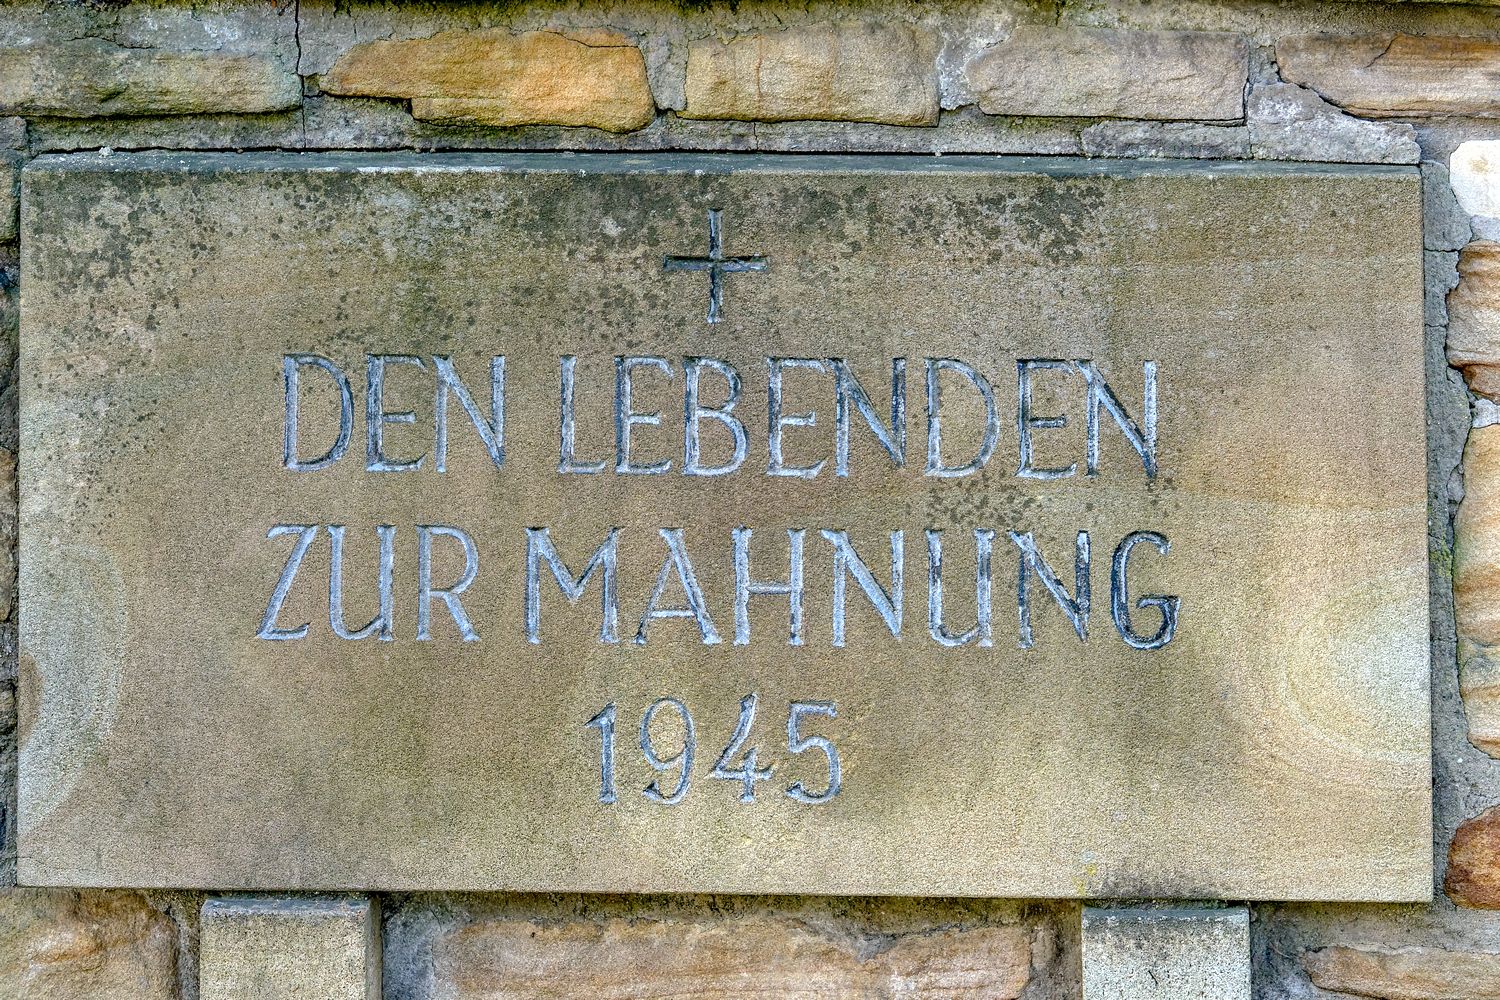 DEN LEBENDEN
ZUR MAHNUNG
1945